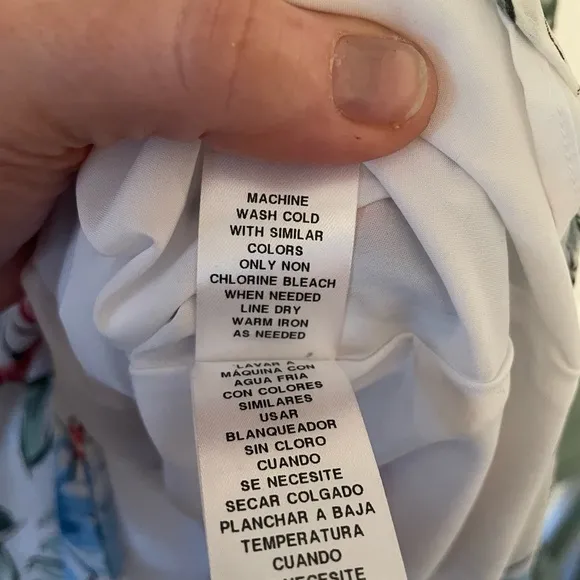 MACHINE
WASH COLD
WITH SIMILAR
COLORS
ONLY NON
CHLORINE BLEACH
WHEN NEEDED
LINE DRY
WARM IRON
AS NEEDED
LAVAR A
MÁQUINA CON
AGUA FRIA
CON COLORES
SIMILARES
USAR
BLANQUEADOR
SIN CLORO
CUANDO
SE NECESITE
SECAR COLGADO
PLANCHAR A BAJA
TEMPERATURA
CUANDO
NECESITE